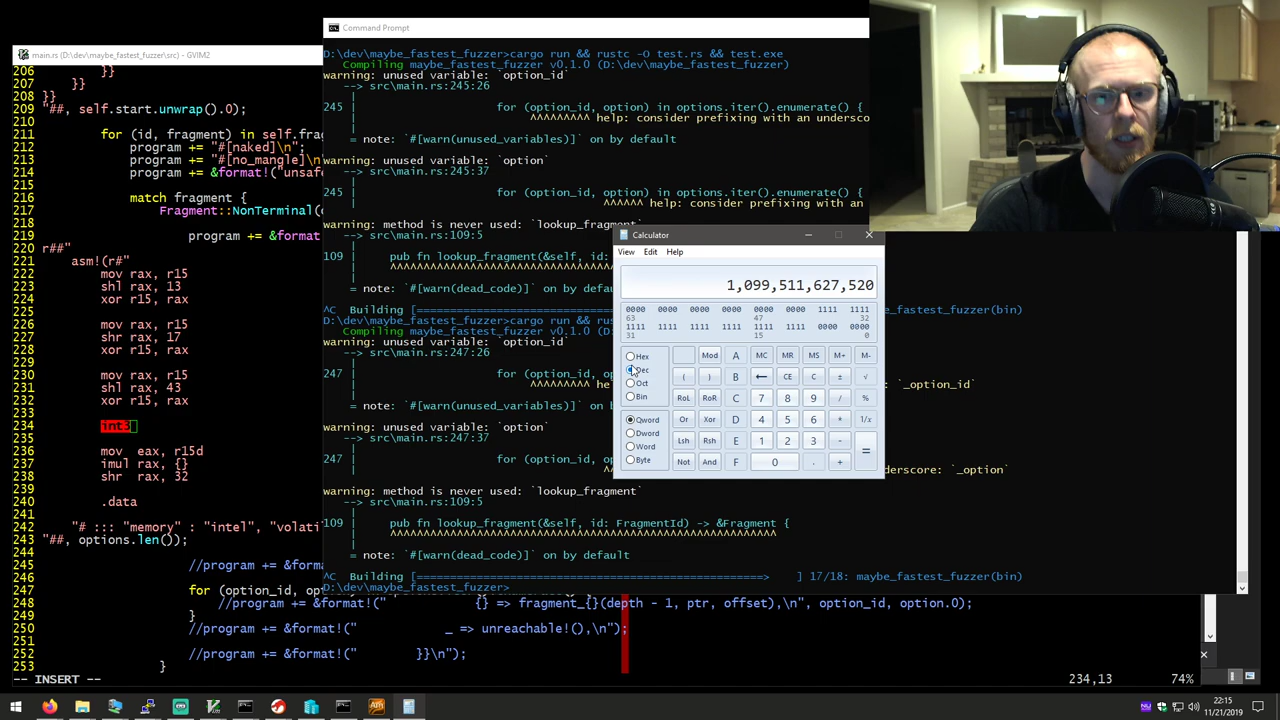 Command Prompt
D:\dev\maybe_fastest_fuzzer>cargo run && rustc -O test.rs && test.exe
Compiling maybe_fastest_fuzzer v0.1.0 (D:\dev\maybe_fastest_fuzzer)
warning: unused variable: `option_id`
--> src\main.rs:245:26
|
245 | for (option_id, option) in options.iter().enumerate() {
| ^^^^^^^^^ help: consider prefixing with an undersco
|
= note: `#[warn(unused_variables)]` on by default
warning: unused variable: `option`
--> src\main.rs:245:37
|
245 | for (option_id, option) in options.iter().enumerate() {
| ^^^^^^ help: consider prefixing with an
warning: method is never used: `lookup_fragment`
--> src\main.rs:109:5
|
109 | pub fn lookup_fragment(&self, id:
| ^^^^^^^^^^^^^^^^^^^^^^^^^^^^^^^^^
|
= note: `#[warn(dead_code)]` on by
^C Building [
(bin)
D:\dev\maybe_fastest_fuzzer>cargo run && rus
Compiling maybe_fastest_fuzzer v0.1.0 (D:
warning: unused variable: `option_id`
--> src\main.rs:247:26
|
247 | for (option_id, opt
`_option_id`
| ^^^^^^^^^ he
|
= note: `#[warn(unused_variables)]` on by
warning: unused variable: `option`
--> src\main.rs:247:37
|
247 | for (option_id, op
derscore: `_option`
warning: method is never used: `lookup_fragment`
--> src\main.rs:109:5
|
109 | pub fn lookup_fragment(&self, id: FragmentId) -> &Fragment {
| ^^^^^^^^^^^^^^^^^^^^^^^^^^^^^^^^^^^^^^^^^^^^^^^^^^^^^^^^^^
|
= note: `#[warn(dead_code)]` on by default
^C Building [=======================================================> ] 17/18: maybe_fastest_fuzzer(bin)
D:\dev\maybe_fastest_fuzzer>
main.rs (D:\dev\maybe_fastest_fuzzer\src) - GVIM2
206 }}
207 }}
208 }}
209 "##, self.start.unwrap().0);
210
211 for (id, fragment) in self.frag
212 program += "#[naked]\n";
213 program += "#[no_mangle]\n
214 program += &format!("unsafe
215
216 match fragment {
217 Fragment::NonTerminal(
218
219 program += &format
220 r##"
221 asm!(r#"
222 mov rax, r15
223 shl rax, 13
224 xor r15, rax
225
226 mov rax, r15
227 shr rax, 17
228 xor r15, rax
229
230 mov rax, r15
231 shl rax, 43
232 xor r15, rax
233
234 int3
235
236 mov eax, r15d
237 imul rax, {}
238 shr rax, 32
239
240 .data
241
242 "# ::: "memory" : "intel", "volati
243 "##, options.len());
244
245 //program += &forma
246
247 for (option_id, opt
248 //program += &format!(" {} => fragment_{}(depth - 1, ptr, offset),\n", option_id, option.0);
249 }
250 //program += &format!(" _ => unreachable!(),\n");
251
252 //program += &format!(" }}\n");
253 }
-- INSERT --
234,13
74%
Calculator
View Edit Help
1,099,511,627,520
0000 0000 0000 0000 0000 0000 1111 1111
63 47 32
1111 1111 1111 1111 1111 1111 0000 0000
31 15 0
Hex Mod A MC MR MS M+ M-
Dec ( ) B ← CE C ± √
Oct
Bin RoL RoR C 7 8 9 / %
Qword Or Xor D 4 5 6 * 1/x
Dword
Word Lsh Rsh E 1 2 3 - =
Byte Not And F 0 . +
22:15
11/21/2019